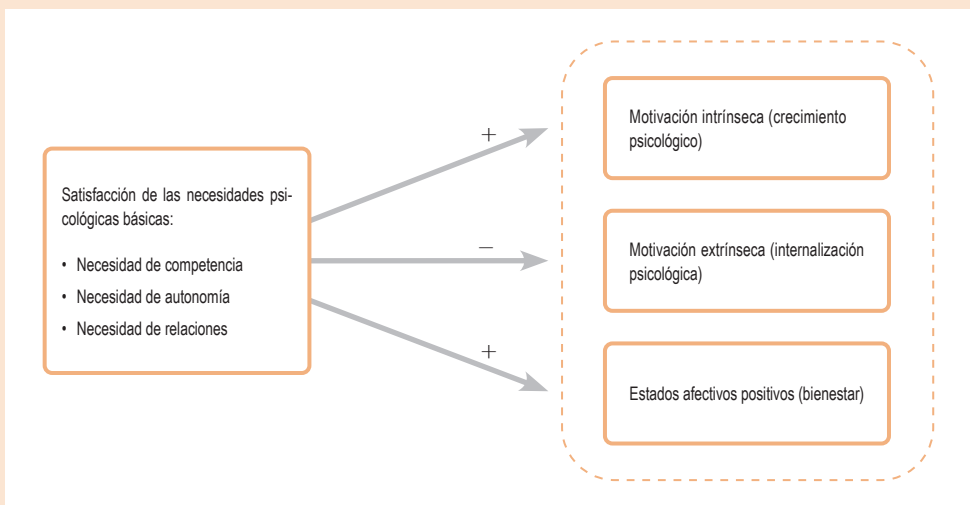 Satisfacción de las necesidades psi-
cológicas básicas:
• Necesidad de competencia
• Necesidad de autonomía
• Necesidad de relaciones
+
–
+
Motivación intrínseca (crecimiento
psicológico)
Motivación extrínseca (internalización
psicológica)
Estados afectivos positivos (bienestar)